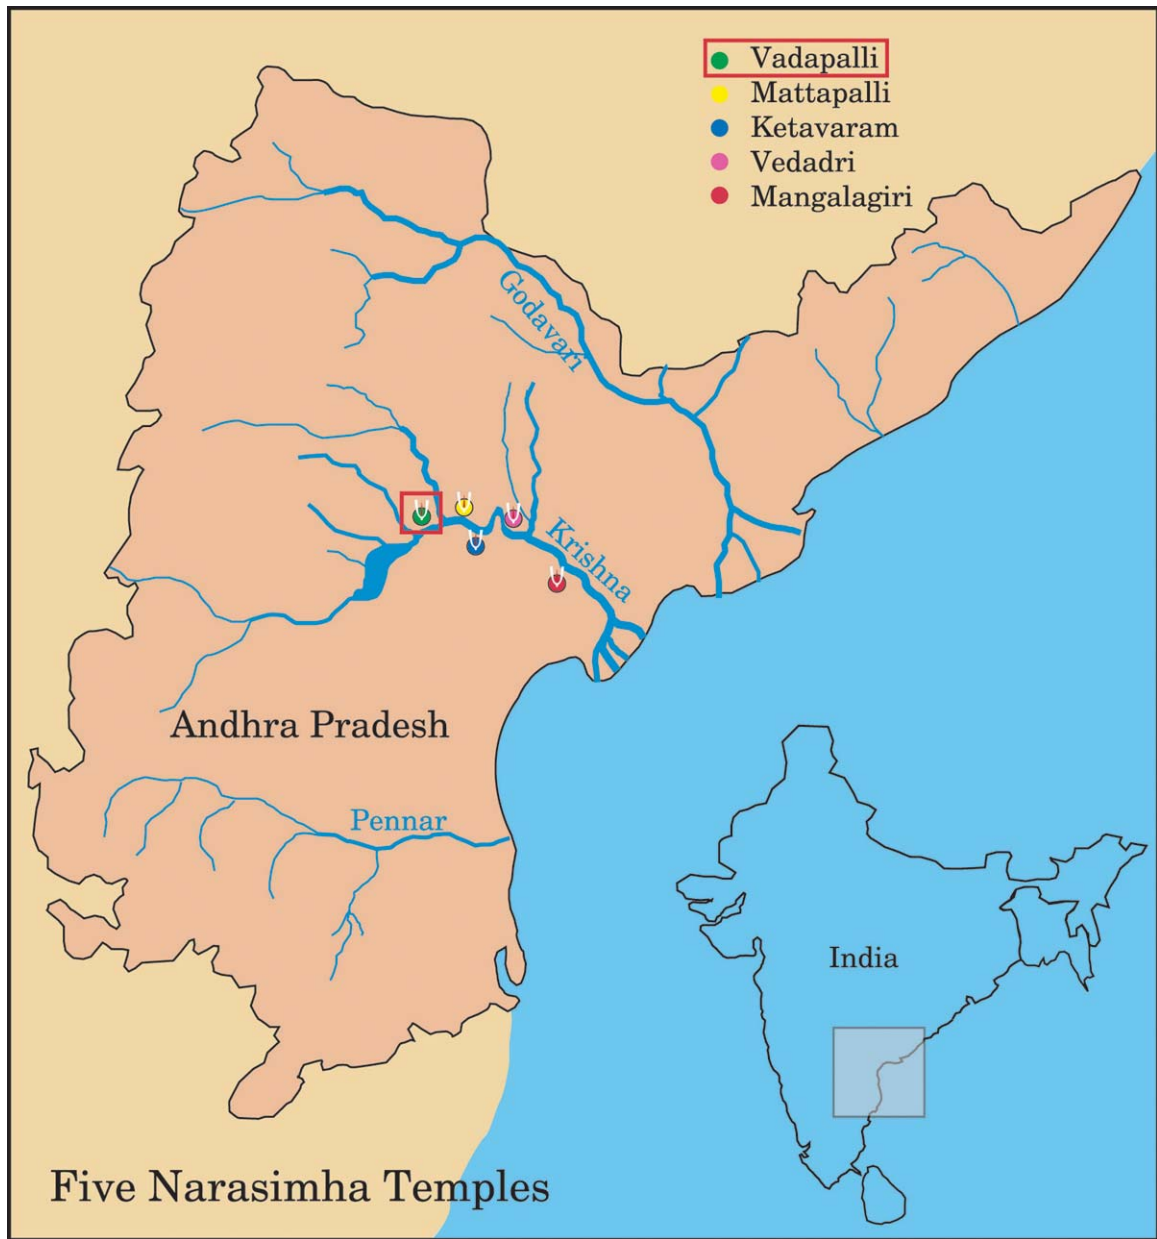 Vadapalli
Mattapalli
Ketavaram
Vedadri
Mangalagiri
Godavari
Krishna
Andhra Pradesh
Pennar
India
Five Narasimha Temples